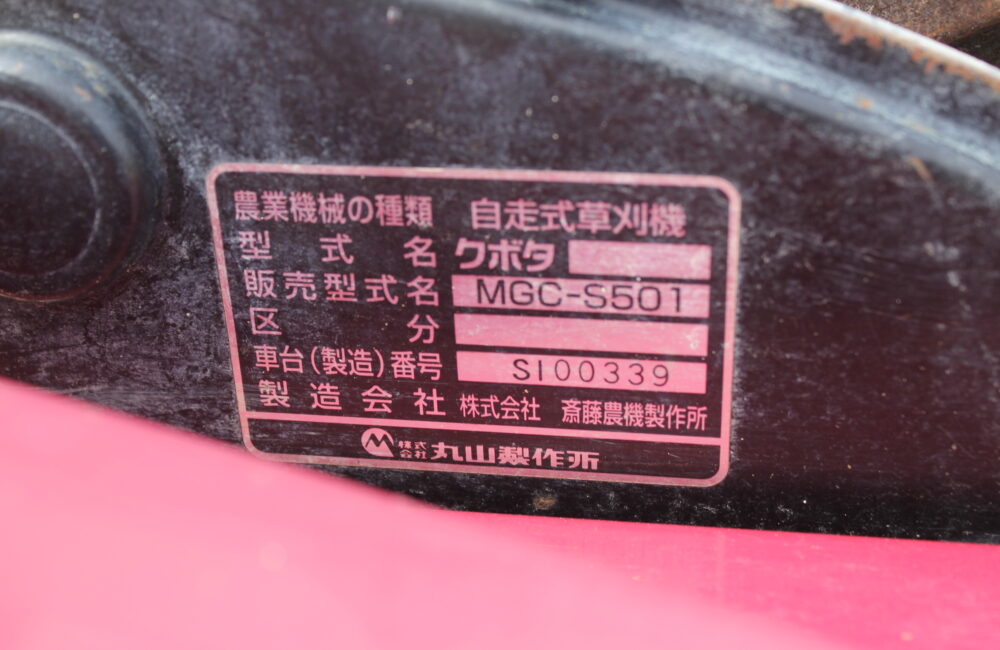 農業機械の種類 自走式草刈機
型式名 クボタ
販売型式名 MGC-S501
区分
車台(製造)番号 S100339
製造会社 株式会社 斎藤農機製作所
株式会社 丸山製作所